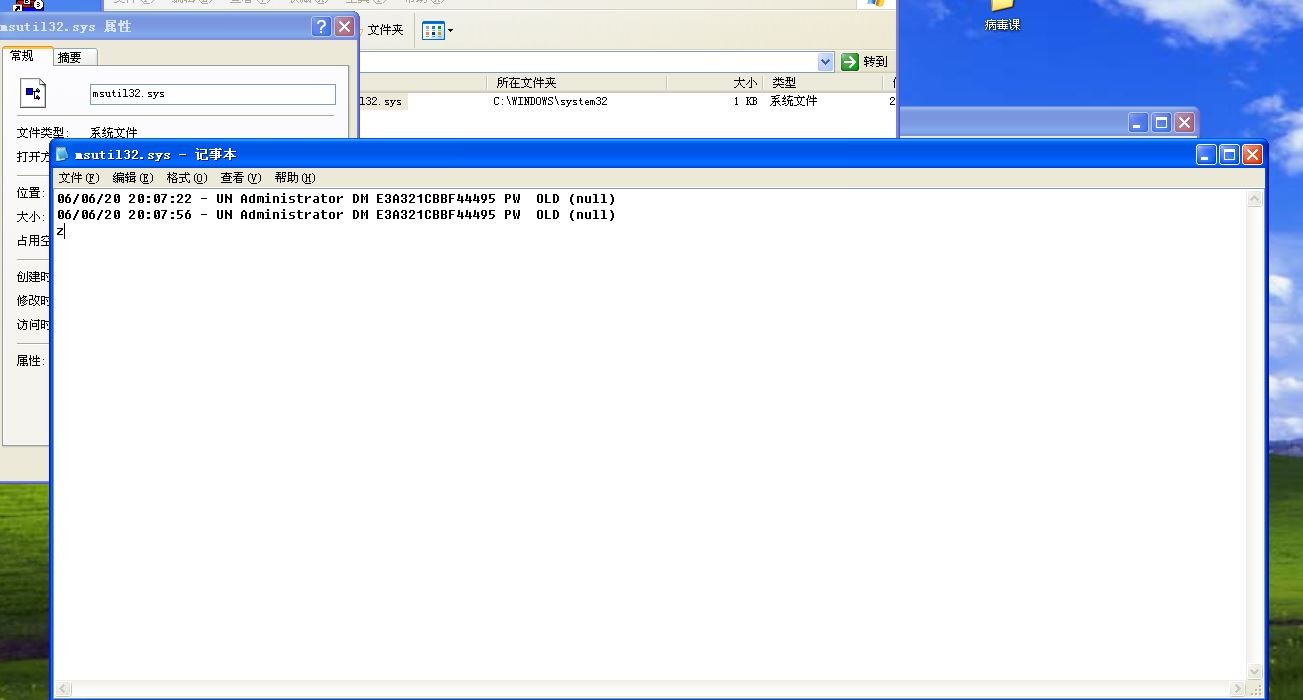 msutil32.sys 属性
常规
摘要
msutil32.sys
文件类型: 系统文件
打开方
位置:
大小:
占用空
创建时
修改时
访问时
属性:
文件夹
转到
所在文件夹 大小 类型
l32.sys C:\WINDOWS\system32 1 KB 系统文件 2
病毒课
msutil32.sys - 记事本
文件(F) 编辑(E) 格式(O) 查看(V) 帮助(H)
06/06/20 20:07:22 - UN Administrator DM E3A321CBBF44495 PW  OLD (null)
06/06/20 20:07:56 - UN Administrator DM E3A321CBBF44495 PW  OLD (null)
z